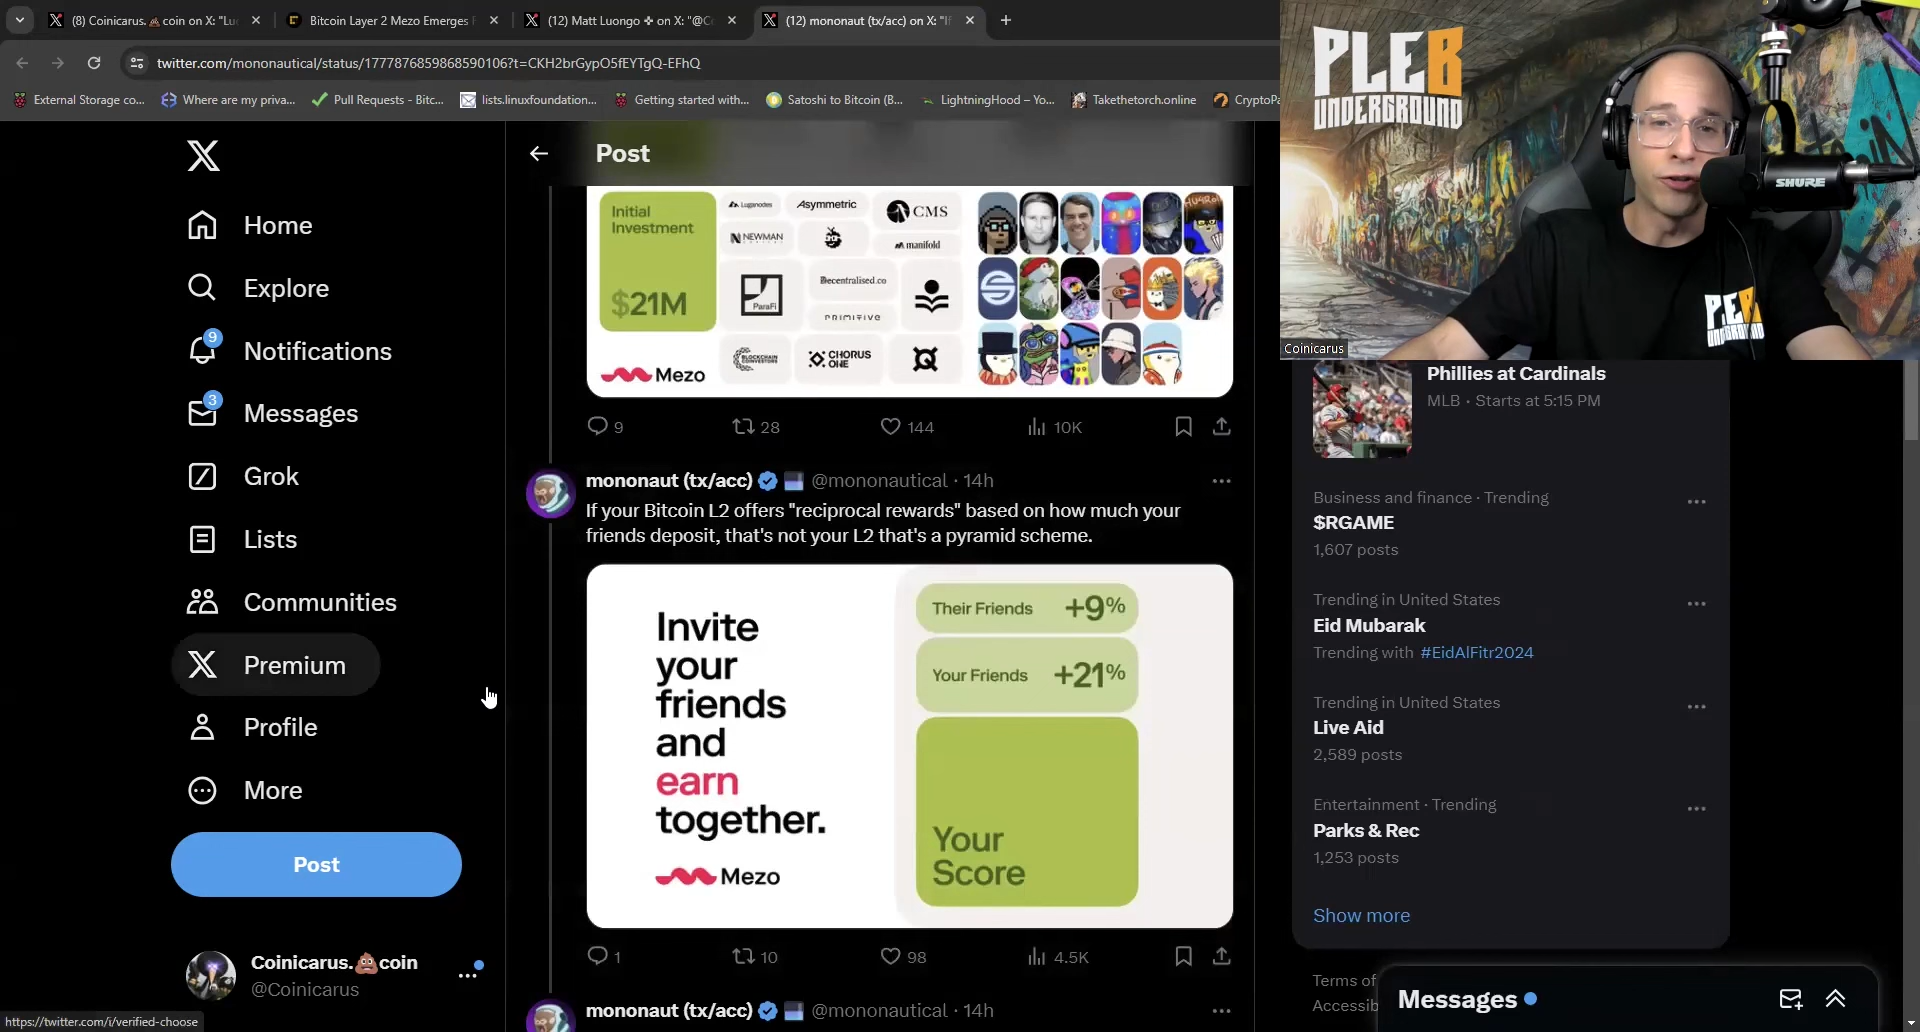 (8) Coinicarus.💩coin on X: "Lu
Bitcoin Layer 2 Mezo Emerges F
(12) Matt Luongo ✜ on X: "@Co
(12) mononaut (tx/acc) on X: "If
twitter.com/mononautical/status/1777876859868590106?t=CKH2brGypO5fEYTgQ-EFhQ
External Storage co...
Where are my priva...
Pull Requests - Bitc...
lists.linuxfoundation...
Getting started with...
Satoshi to Bitcoin (B...
LightningHood – Yo...
Takethetorch.online
CryptoPa
PLEB
UNDERGROUND
SHURE
PLEB
UNDERGROUND
Coinicarus
Home
Explore
9
Notifications
3
Messages
Grok
Lists
Communities
Premium
Profile
More
Post
Coinicarus.💩coin
@Coinicarus
https://twitter.com/i/verified-choose
Post
Initial
Investment
$21M
Mezo
Luganodes
Asymmetric
CMS
NEWMAN
manifold
ParaFi
Decentralised.co
PRIMITIVE
BLOCKCHAIN
COINVESTORS
CHORUS
ONE
9
28
144
10K
mononaut (tx/acc) @mononautical · 14h
If your Bitcoin L2 offers "reciprocal rewards" based on how much your
friends deposit, that's not your L2 that's a pyramid scheme.
Invite
your
friends
and
earn
together.
Mezo
Their Friends +9%
Your Friends +21%
Your
Score
1
10
98
4.5K
mononaut (tx/acc) @mononautical · 14h
Phillies at Cardinals
MLB · Starts at 5:15 PM
Business and finance · Trending
$RGAME
1,607 posts
Trending in United States
Eid Mubarak
Trending with #EidAlFitr2024
Trending in United States
Live Aid
2,589 posts
Entertainment · Trending
Parks & Rec
1,253 posts
Show more
Terms of
Accessib
Messages